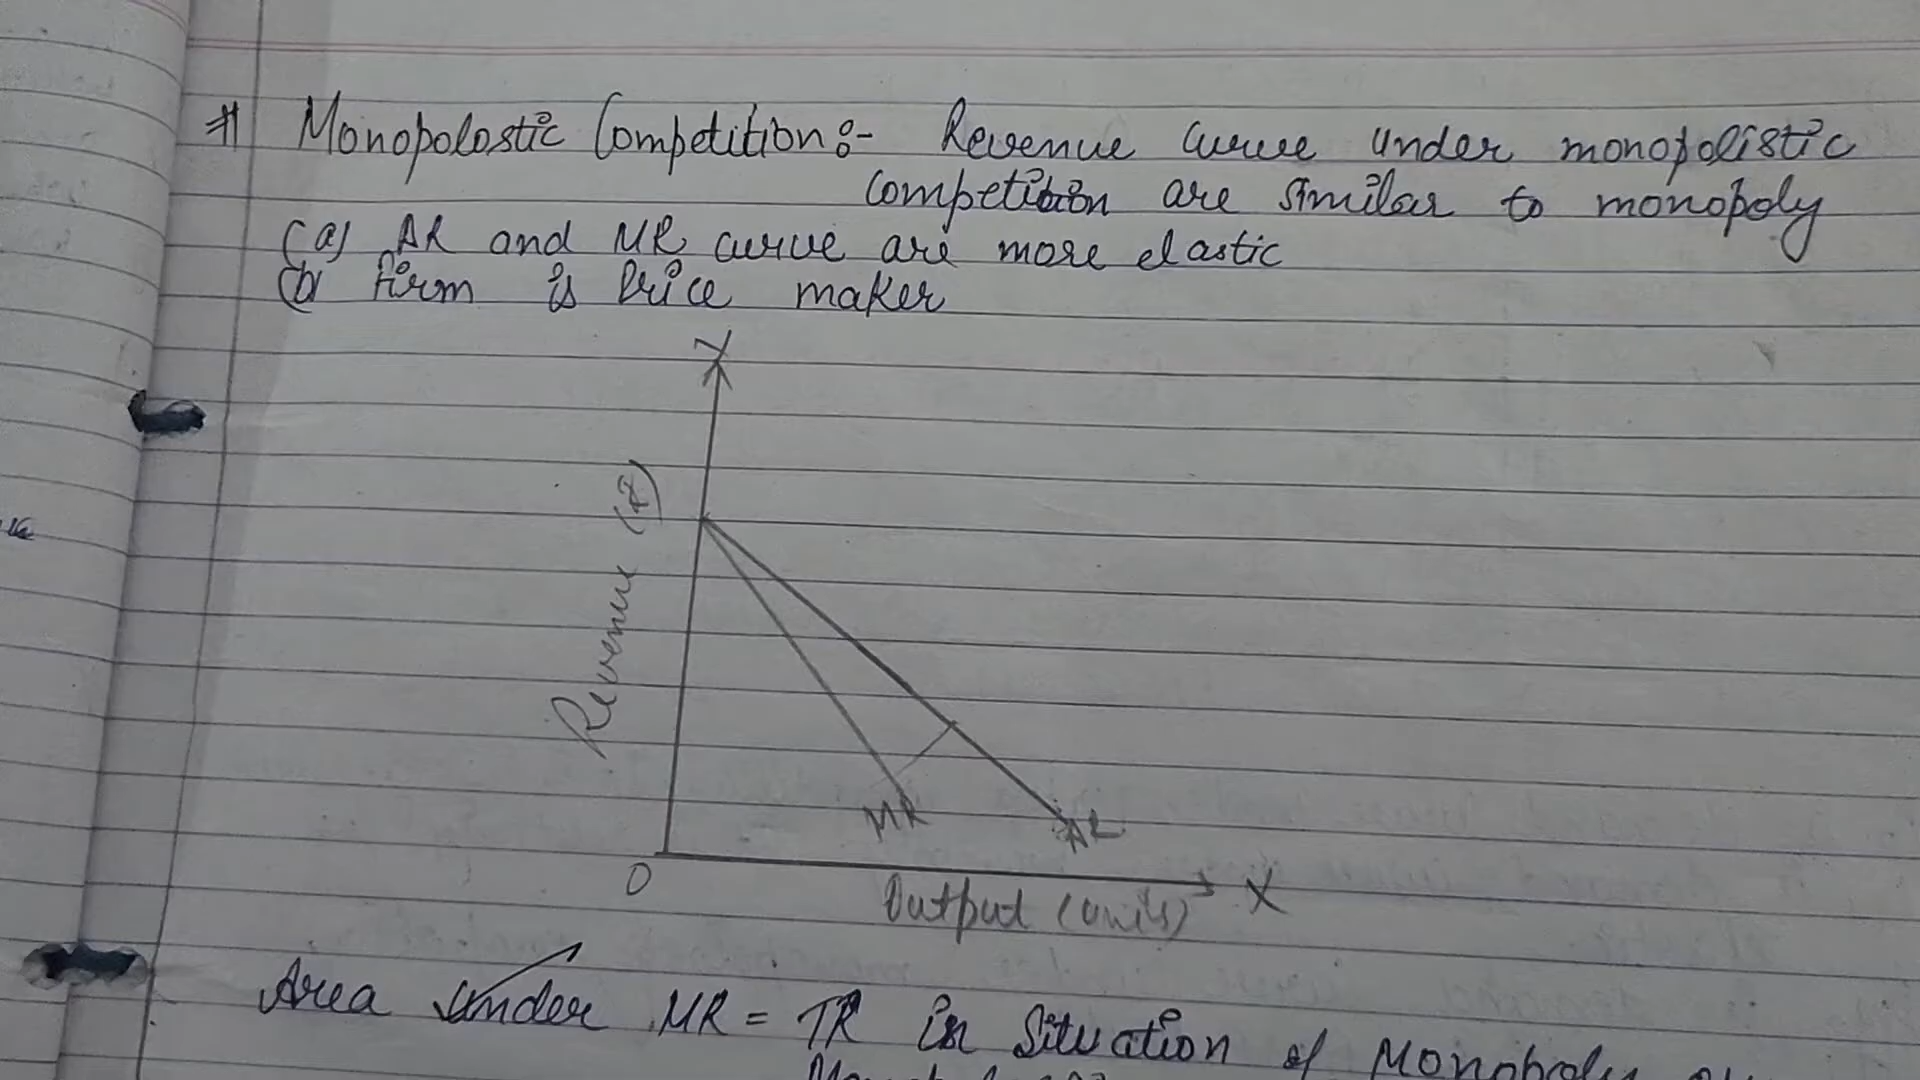 # Monopolostic Competition:- Revenue curve under monopolistic
competition are similar to monopoly
(a) AR and MR curve are more elastic
(b) firm is Price maker
Y
Revenue (₹)
MR
AR
O
X
Output (units)
Area Under MR = TR in Situation of Monopoly